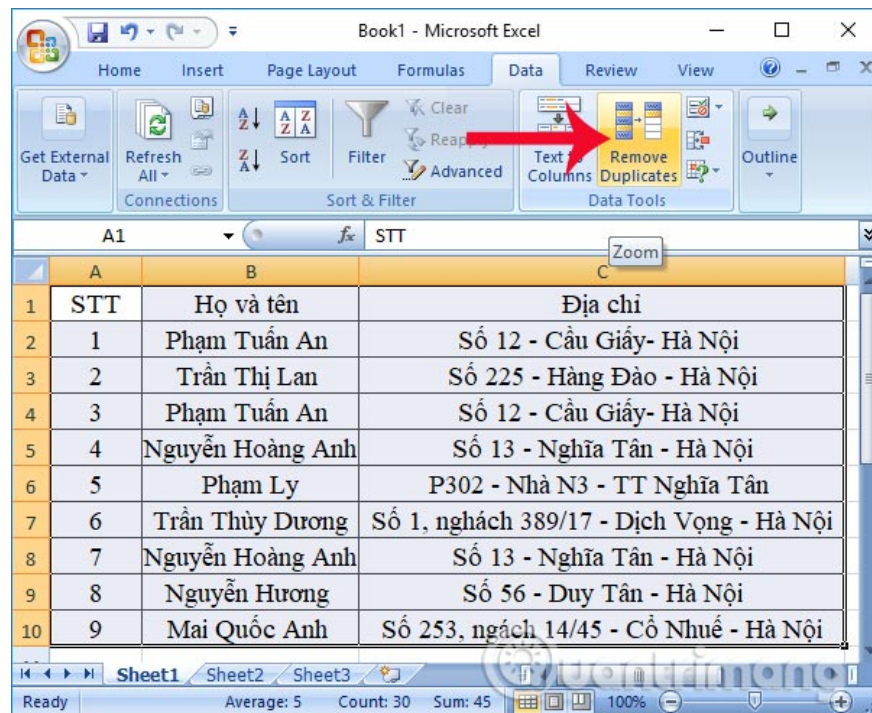 Book1 - Microsoft Excel
Home Insert Page Layout Formulas Data Review View
Get External Data
Refresh All
Connections
Sort
Filter
Clear
Advanced
Sort & Filter
Text to Columns
Remove Duplicates
Data Tools
Outline
A1 fx STT
Zoom
A B C
1 STT Họ và tên Địa chỉ
2 1 Phạm Tuấn An Số 12 - Cầu Giấy- Hà Nội
3 2 Trần Thị Lan Số 225 - Hàng Đào - Hà Nội
4 3 Phạm Tuấn An Số 12 - Cầu Giấy- Hà Nội
5 4 Nguyễn Hoàng Anh Số 13 - Nghĩa Tân - Hà Nội
6 5 Phạm Ly P302 - Nhà N3 - TT Nghĩa Tân
7 6 Trần Thùy Dương Số 1, nghách 389/17 - Dịch Vọng - Hà Nội
8 7 Nguyễn Hoàng Anh Số 13 - Nghĩa Tân - Hà Nội
9 8 Nguyễn Hương Số 56 - Duy Tân - Hà Nội
10 9 Mai Quốc Anh Số 253, ngách 14/45 - Cổ Nhuế - Hà Nội
Sheet1 Sheet2 Sheet3
Quantrimang
Ready Average: 5 Count: 30 Sum: 45 100%